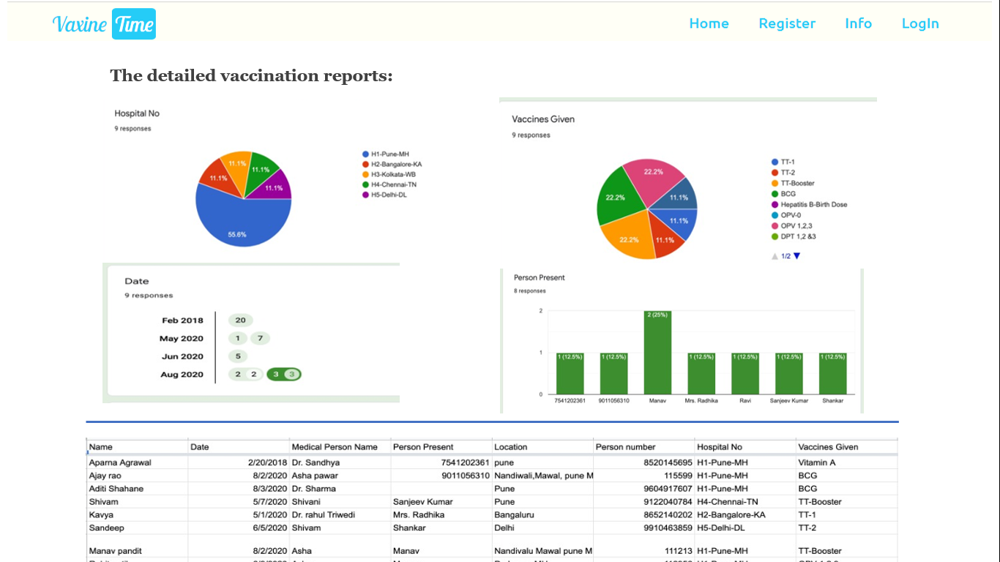 Vaxine Time
Home Register Info LogIn
The detailed vaccination reports:
Hospital No
9 responses
11.1%
11.1%
11.1%
11.1%
55.6%
H1-Pune-MH
H2-Bangalore-KA
H3-Kolkata-WB
H4-Chennai-TN
H5-Delhi-DL
Vaccines Given
9 responses
22.2%
11.1%
22.2%
11.1%
22.2%
11.1%
TT-1
TT-2
TT-Booster
BCG
Hepatitis B-Birth Dose
OPV-0
OPV 1,2,3
DPT 1,2 &3
1/2
Date
9 responses
Feb 2018 20
May 2020 1 7
Jun 2020 5
Aug 2020 2 2 3 3
Person Present
8 responses
2
1
0
2 (25%)
1 (12.5%) 1 (12.5%) 1 (12.5%) 1 (12.5%) 1 (12.5%) 1 (12.5%)
7541202361 9011056310 Manav Mrs. Radhika Ravi Sanjeev Kumar Shankar
Name Date Medical Person Name Person Present Location Person number Hospital No Vaccines Given
Aparna Agrawal 2/20/2018 Dr. Sandhya 7541202361 pune 8520145695 H1-Pune-MH Vitamin A
Ajay rao 8/2/2020 Asha pawar 9011056310 Nandiwali,Mawal, pune M 115599 H1-Pune-MH BCG
Aditi Shahane 8/3/2020 Dr. Sharma Pune 9604917607 H1-Pune-MH BCG
Shivam 5/7/2020 Shivani Sanjeev Kumar Pune 9122040784 H4-Chennai-TN TT-Booster
Kavya 5/1/2020 Dr. rahul Triwedi Mrs. Radhika Bangaluru 8652140202 H2-Bangalore-KA TT-1
Sandeep 6/5/2020 Shivam Shankar Delhi 9910463859 H5-Delhi-DL TT-2
Manav pandit 8/2/2020 Asha Manav Nandivalu Mawal pune M 111213 H1-Pune-MH TT-Booster